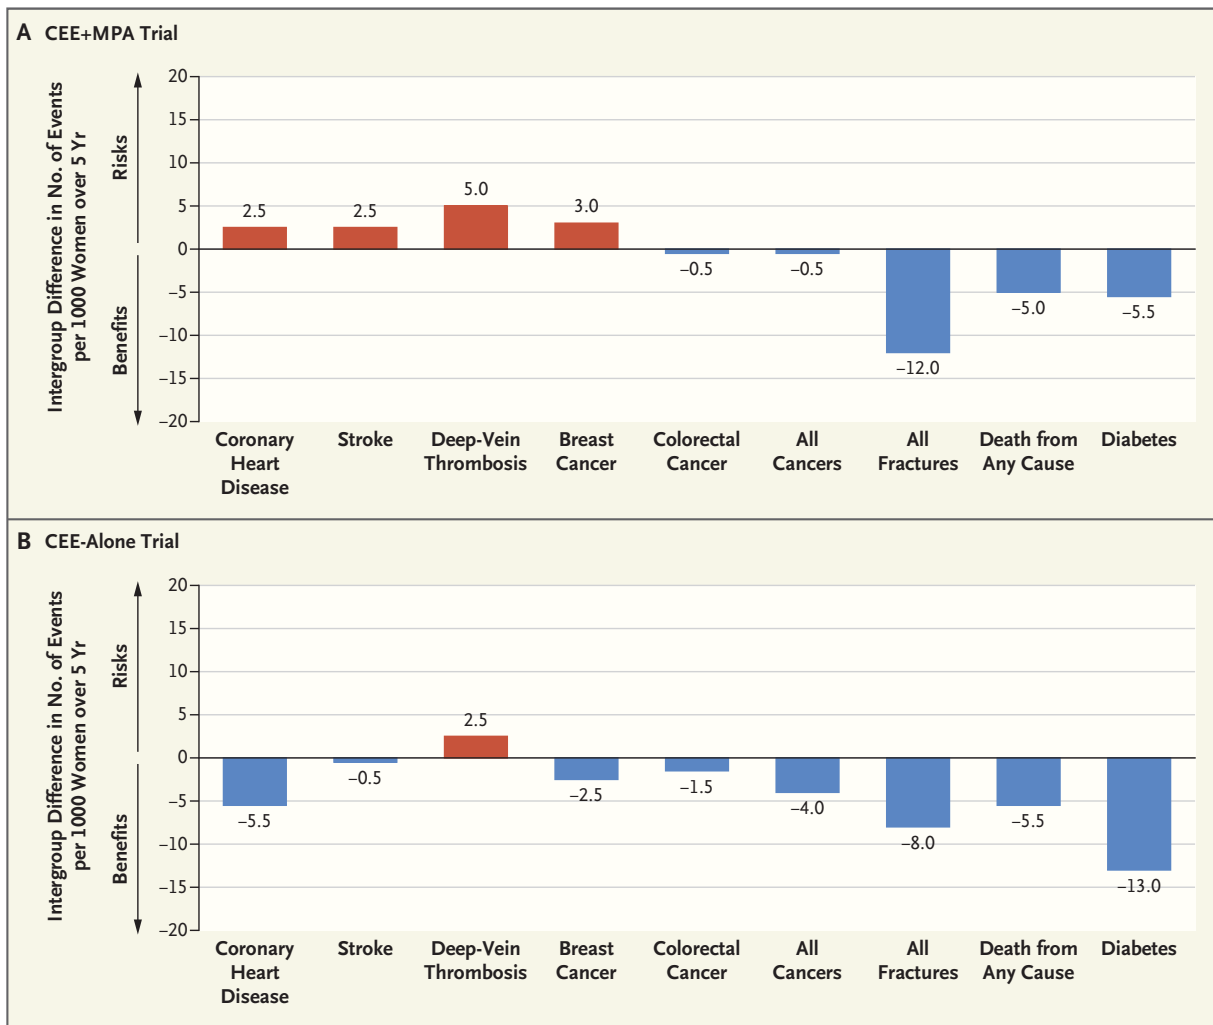 A CEE+MPA Trial
Intergroup Difference in No. of Events
per 1000 Women over 5 Yr
Risks
Benefits
20
15
10
5
0
−5
−10
−15
−20
2.5
2.5
5.0
3.0
−0.5
−0.5
−12.0
−5.0
−5.5
Coronary
Heart
Disease
Stroke
Deep-Vein
Thrombosis
Breast
Cancer
Colorectal
Cancer
All
Cancers
All
Fractures
Death from
Any Cause
Diabetes
B CEE-Alone Trial
Intergroup Difference in No. of Events
per 1000 Women over 5 Yr
Risks
Benefits
20
15
10
5
0
−5
−10
−15
−20
−5.5
−0.5
2.5
−2.5
−1.5
−4.0
−8.0
−5.5
−13.0
Coronary
Heart
Disease
Stroke
Deep-Vein
Thrombosis
Breast
Cancer
Colorectal
Cancer
All
Cancers
All
Fractures
Death from
Any Cause
Diabetes